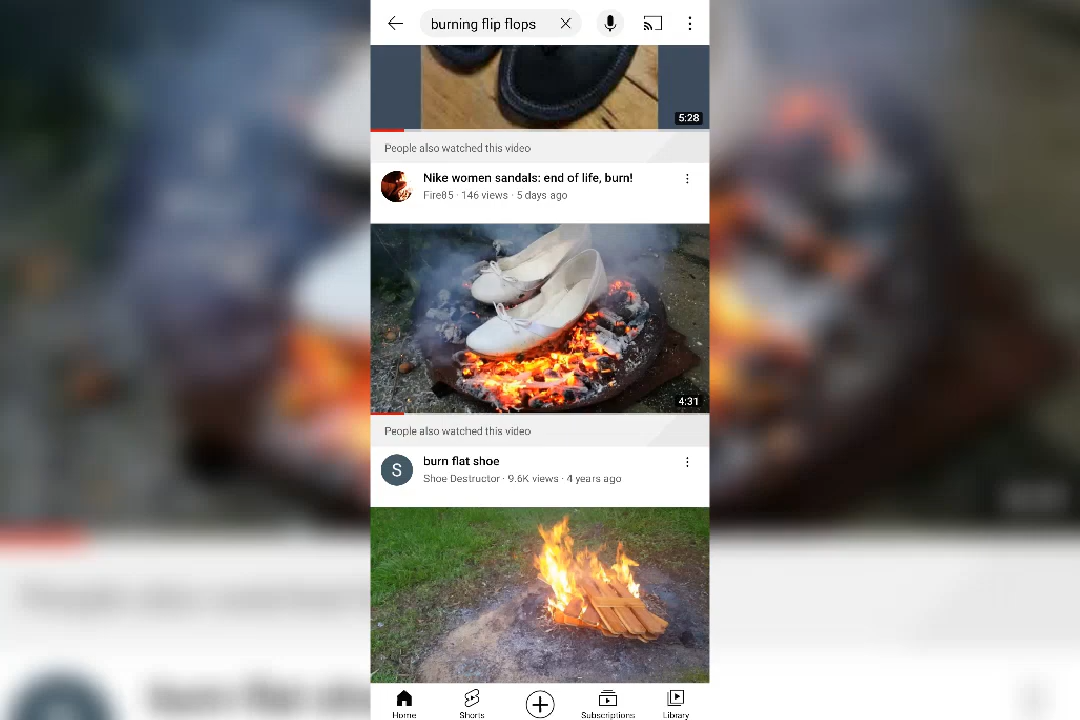 burning flip flops
5:28
People also watched this video
Nike women sandals: end of life, burn!
Fire85 · 146 views · 5 days ago
4:31
People also watched this video
S
burn flat shoe
Shoe Destructor · 9.6K views · 4 years ago
Home
Shorts
Subscriptions
Library